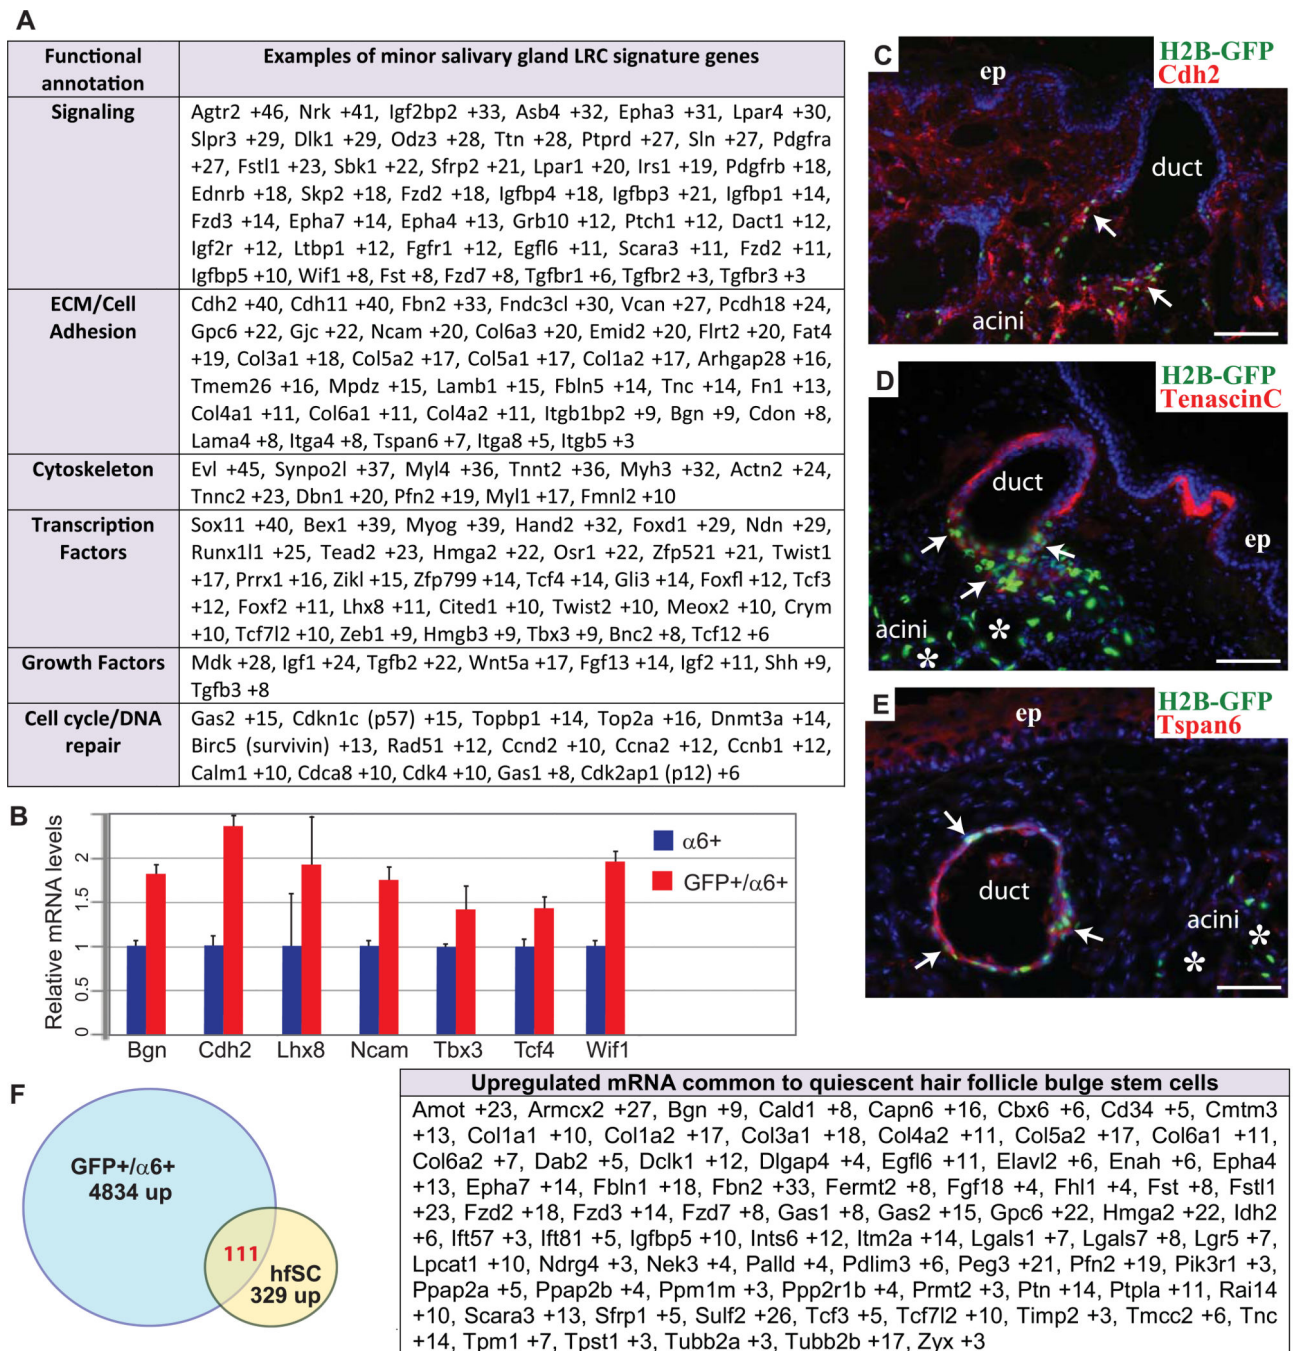 A
Functional annotation
Examples of minor salivary gland LRC signature genes
Signaling
Agtr2 +46, Nrk +41, Igf2bp2 +33, Asb4 +32, Epha3 +31, Lpar4 +30,
Slpr3 +29, Dlk1 +29, Odz3 +28, Ttn +28, Ptprd +27, Sln +27, Pdgfra
+27, Fstl1 +23, Sbk1 +22, Sfrp2 +21, Lpar1 +20, Irs1 +19, Pdgfrb +18,
Ednrb +18, Skp2 +18, Fzd2 +18, Igfbp4 +18, Igfbp3 +21, Igfbp1 +14,
Fzd3 +14, Epha7 +14, Epha4 +13, Grb10 +12, Ptch1 +12, Dact1 +12,
Igf2r +12, Ltbp1 +12, Fgfr1 +12, Egfl6 +11, Scara3 +11, Fzd2 +11,
Igfbp5 +10, Wif1 +8, Fst +8, Fzd7 +8, Tgfbr1 +6, Tgfbr2 +3, Tgfbr3 +3
ECM/Cell
Adhesion
Cdh2 +40, Cdh11 +40, Fbn2 +33, Fndc3cl +30, Vcan +27, Pcdh18 +24,
Gpc6 +22, Gjc +22, Ncam +20, Col6a3 +20, Emid2 +20, Flrt2 +20, Fat4
+19, Col3a1 +18, Col5a2 +17, Col5a1 +17, Col1a2 +17, Arhgap28 +16,
Tmem26 +16, Mpdz +15, Lamb1 +15, Fbln5 +14, Tnc +14, Fn1 +13,
Col4a1 +11, Col6a1 +11, Col4a2 +11, Itgb1bp2 +9, Bgn +9, Cdon +8,
Lama4 +8, Itga4 +8, Tspan6 +7, Itga8 +5, Itgb5 +3
Cytoskeleton
Evl +45, Synpo2l +37, Myl4 +36, Tnnt2 +36, Myh3 +32, Actn2 +24,
Tnnc2 +23, Dbn1 +20, Pfn2 +19, Myl1 +17, Fmnl2 +10
Transcription
Factors
Sox11 +40, Bex1 +39, Myog +39, Hand2 +32, Foxd1 +29, Ndn +29,
Runx1l1 +25, Tead2 +23, Hmga2 +22, Osr1 +22, Zfp521 +21, Twist1
+17, Prrx1 +16, Zikl +15, Zfp799 +14, Tcf4 +14, Gli3 +14, Foxfl +12, Tcf3
+12, Foxf2 +11, Lhx8 +11, Cited1 +10, Twist2 +10, Meox2 +10, Crym
+10, Tcf7l2 +10, Zeb1 +9, Hmgb3 +9, Tbx3 +9, Bnc2 +8, Tcf12 +6
Growth Factors
Mdk +28, Igf1 +24, Tgfb2 +22, Wnt5a +17, Fgf13 +14, Igf2 +11, Shh +9,
Tgfb3 +8
Cell cycle/DNA
repair
Gas2 +15, Cdkn1c (p57) +15, Topbp1 +14, Top2a +16, Dnmt3a +14,
Birc5 (survivin) +13, Rad51 +12, Ccnd2 +10, Ccna2 +12, Ccnb1 +12,
Calm1 +10, Cdca8 +10, Cdk4 +10, Gas1 +8, Cdk2ap1 (p12) +6
B
Relative mRNA levels
2
1.5
1
0.5
0
α6+
GFP+/α6+
Bgn Cdh2 Lhx8 Ncam Tbx3 Tcf4 Wif1
C
H2B-GFP
Cdh2
ep
duct
acini
D
H2B-GFP
TenascinC
duct
ep
acini
*
*
E
H2B-GFP
Tspan6
ep
duct
acini
*
*
F
GFP+/α6+
4834 up
111
hfSC
329 up
Upregulated mRNA common to quiescent hair follicle bulge stem cells
Amot +23, Armcx2 +27, Bgn +9, Cald1 +8, Capn6 +16, Cbx6 +6, Cd34 +5, Cmtm3
+13, Col1a1 +10, Col1a2 +17, Col3a1 +18, Col4a2 +11, Col5a2 +17, Col6a1 +11,
Col6a2 +7, Dab2 +5, Dclk1 +12, Dlgap4 +4, Egfl6 +11, Elavl2 +6, Enah +6, Epha4
+13, Epha7 +14, Fbln1 +18, Fbn2 +33, Fermt2 +8, Fgf18 +4, Fhl1 +4, Fst +8, Fstl1
+23, Fzd2 +18, Fzd3 +14, Fzd7 +8, Gas1 +8, Gas2 +15, Gpc6 +22, Hmga2 +22, Idh2
+6, Ift57 +3, Ift81 +5, Igfbp5 +10, Ints6 +12, Itm2a +14, Lgals1 +7, Lgals7 +8, Lgr5 +7,
Lpcat1 +10, Ndrg4 +3, Nek3 +4, Palld +4, Pdlim3 +6, Peg3 +21, Pfn2 +19, Pik3r1 +3,
Ppap2a +5, Ppap2b +4, Ppm1m +3, Ppp2r1b +4, Prmt2 +3, Ptn +14, Ptpla +11, Rai14
+10, Scara3 +13, Sfrp1 +5, Sulf2 +26, Tcf3 +5, Tcf7l2 +10, Timp2 +3, Tmcc2 +6, Tnc
+14, Tpm1 +7, Tpst1 +3, Tubb2a +3, Tubb2b +17, Zyx +3